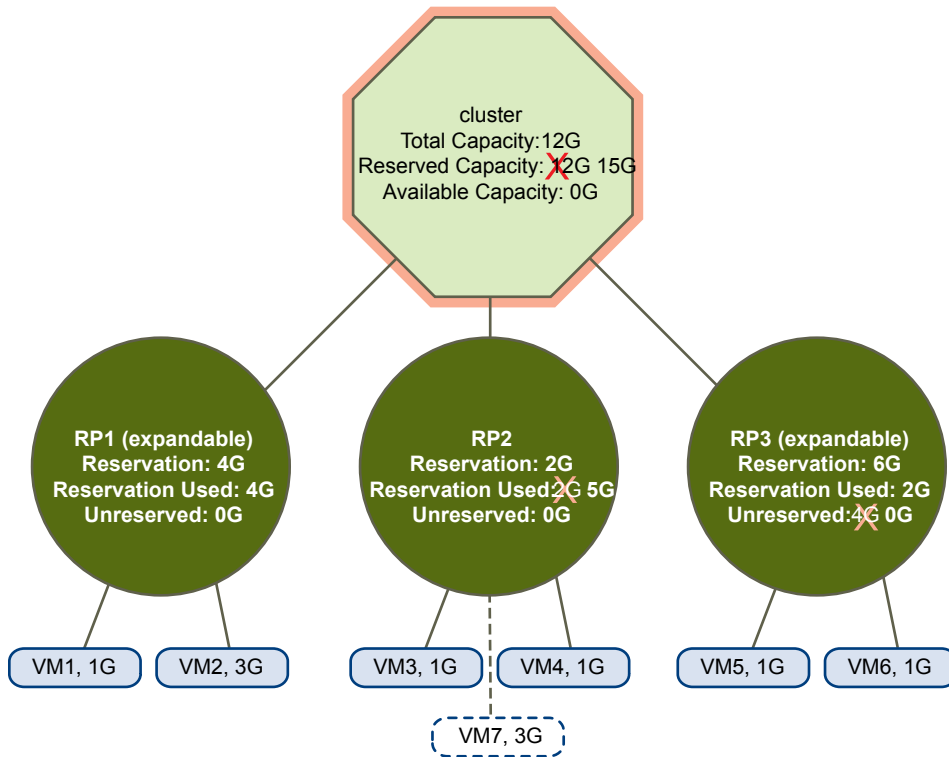 cluster
Total Capacity:12G
Reserved Capacity: 12G 15G
Available Capacity: 0G
RP1 (expandable)
Reservation: 4G
Reservation Used: 4G
Unreserved: 0G
RP2
Reservation: 2G
Reservation Used:2G 5G
Unreserved: 0G
RP3 (expandable)
Reservation: 6G
Reservation Used: 2G
Unreserved:4G 0G
VM1, 1G
VM2, 3G
VM3, 1G
VM4, 1G
VM5, 1G
VM6, 1G
VM7, 3G